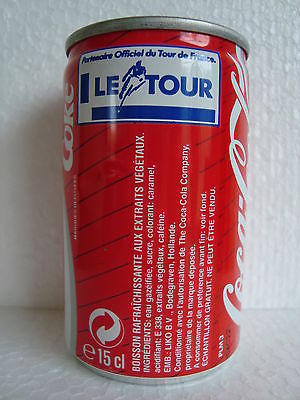 Partenaire Officiel du Tour de France.
LE TOUR
Coke
Coca-Cola
BOISSON RAFRAÎCHISSANTE AUX EXTRAITS VEGÉTAUX.
INGRÉDIENTS: eau gazéifiée, sucre, colorant: caramel,
acidifiant: E 338, extraits végétaux, caféine.
EMB.: LIKO B.V., Bodegraven, Hollande.
Conditionné avec l'autorisation de The Coca-Cola Company,
propriétaire de la marque déposée.
A consommer de préférence avant fin: voir fond.
ÉCHANTILLON GRATUIT. NE PEUT ÊTRE VENDU.
PLM3
e 15 cl